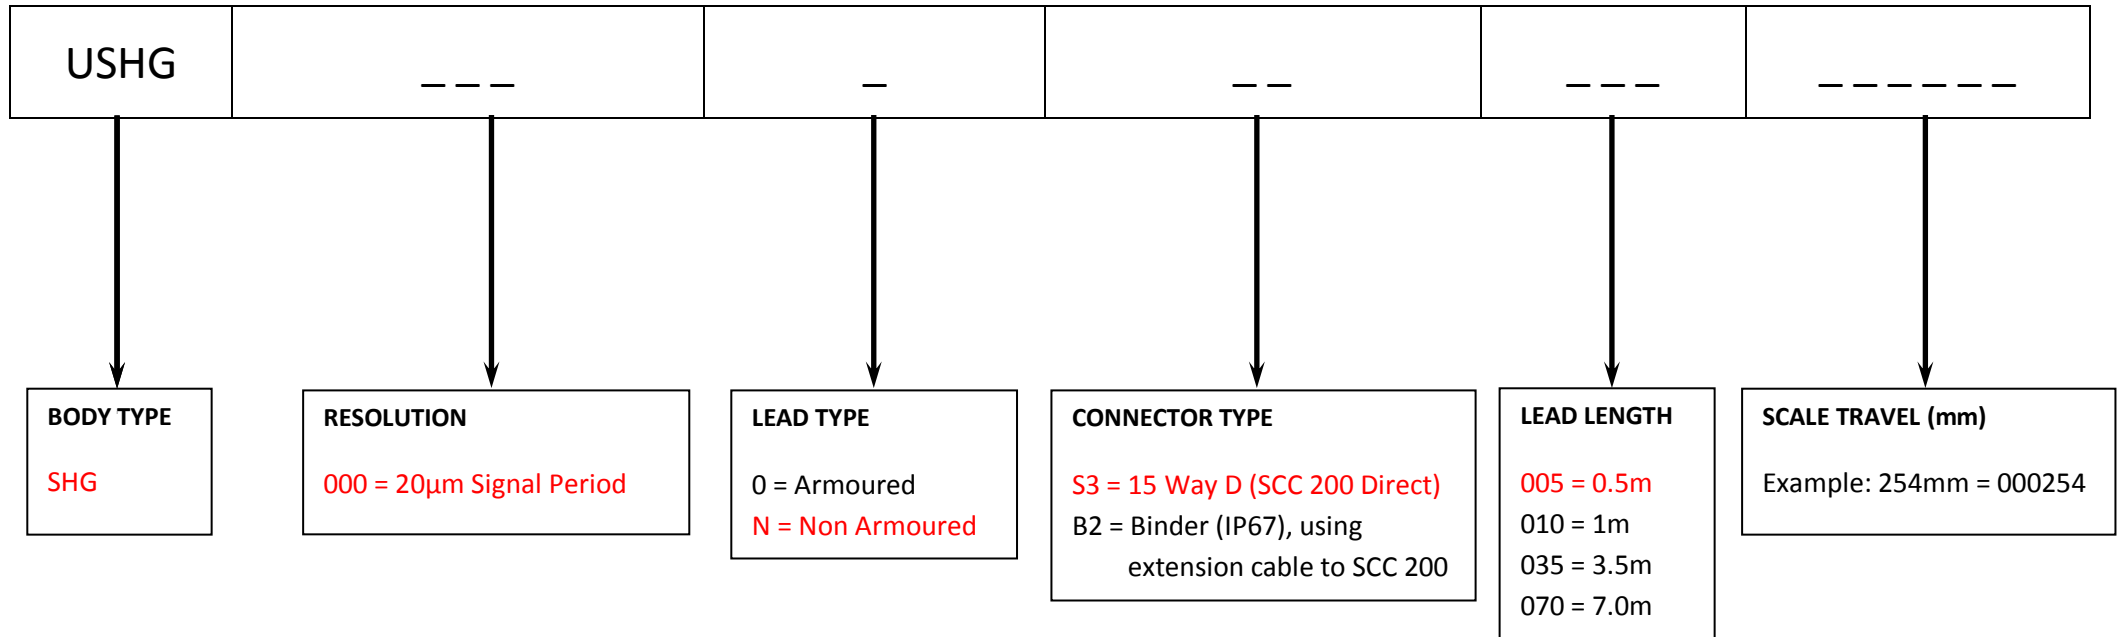 USHG
_ _ _
_
_ _
_ _ _
_ _ _ _ _ _
BODY TYPE
SHG
RESOLUTION
000 = 20µm Signal Period
LEAD TYPE
0 = Armoured
N = Non Armoured
CONNECTOR TYPE
S3 = 15 Way D (SCC 200 Direct)
B2 = Binder (IP67), using
extension cable to SCC 200
LEAD LENGTH
005 = 0.5m
010 = 1m
035 = 3.5m
070 = 7.0m
SCALE TRAVEL (mm)
Example: 254mm = 000254